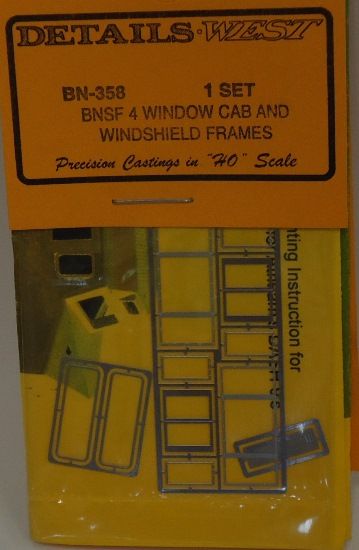 DETAILS·WEST
BN-358 1 SET
BNSF 4 WINDOW CAB AND
WINDSHIELD FRAMES
Precision Castings in "HO" Scale
nting Instruction for